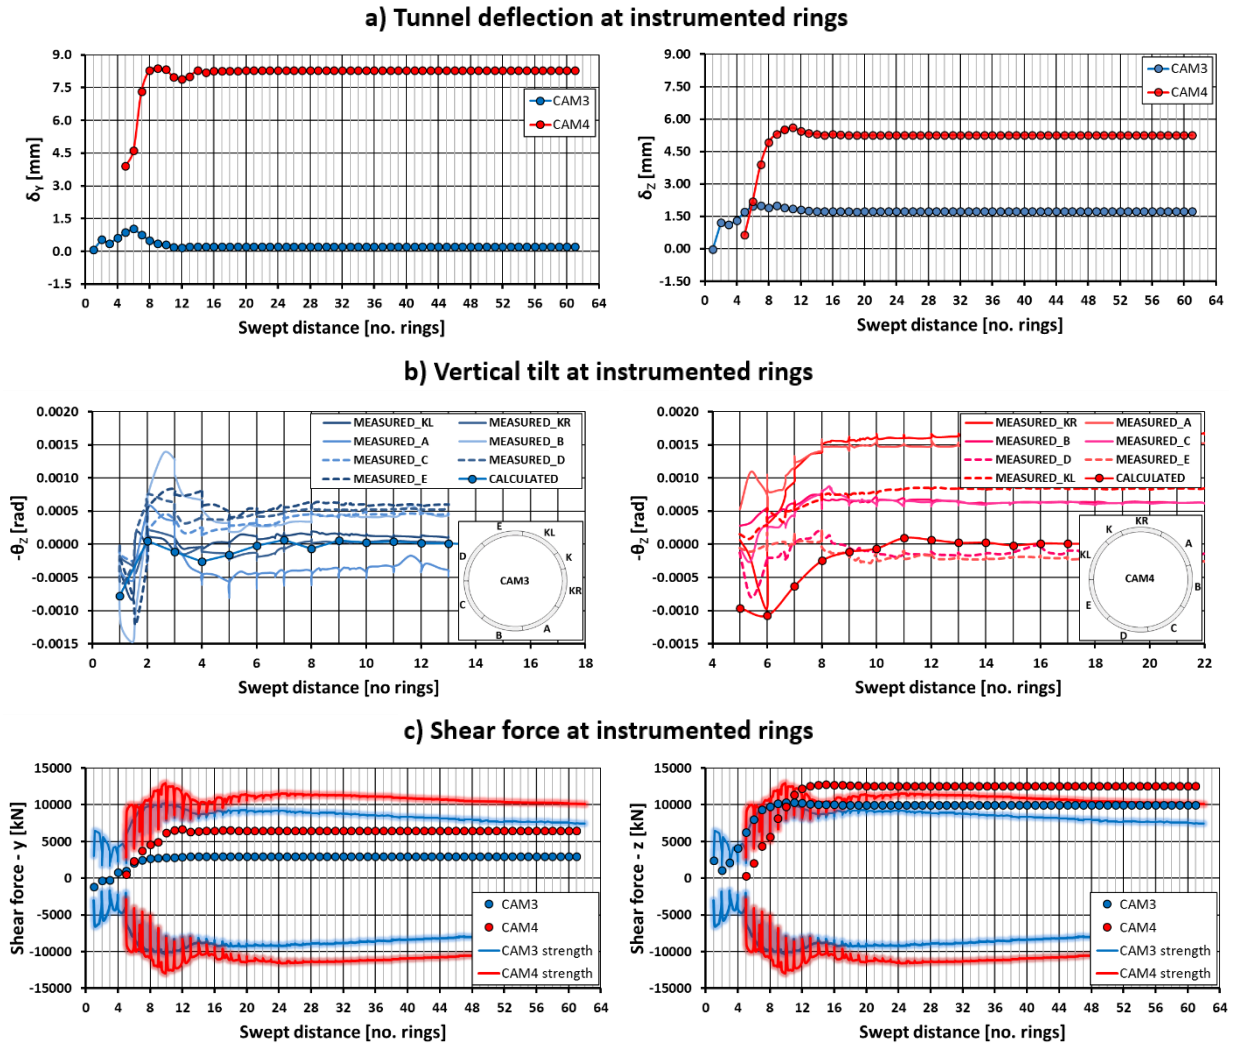 a) Tunnel deflection at instrumented rings
9.0
7.5
6.0
4.5
3.0
1.5
0.0
-1.5
δY [mm]
CAM3
CAM4
0 4 8 12 16 20 24 28 32 36 40 44 48 52 56 60 64
Swept distance [no. rings]
9.00
7.50
6.00
4.50
3.00
1.50
0.00
-1.50
δZ [mm]
CAM3
CAM4
0 4 8 12 16 20 24 28 32 36 40 44 48 52 56 60 64
Swept distance [no. rings]
b) Vertical tilt at instrumented rings
0.0020
0.0015
0.0010
0.0005
0.0000
-0.0005
-0.0010
-0.0015
-θZ [rad]
MEASURED_KL MEASURED_KR
MEASURED_A MEASURED_B
MEASURED_C MEASURED_D
MEASURED_E CALCULATED
E KL
D K
CAM3
KR
C
B A
0 2 4 6 8 10 12 14 16 18
Swept distance [no rings]
0.0020
0.0015
0.0010
0.0005
0.0000
-0.0005
-0.0010
-0.0015
-θZ [rad]
MEASURED_KR MEASURED_A
MEASURED_B MEASURED_C
MEASURED_D MEASURED_E
MEASURED_KL CALCULATED
KR
K A
KL
CAM4
B
E
D C
4 6 8 10 12 14 16 18 20 22
Swept distance [no. rings]
c) Shear force at instrumented rings
15000
10000
5000
0
-5000
-10000
-15000
Shear force - y [kN]
CAM3
CAM4
CAM3 strength
CAM4 strength
0 4 8 12 16 20 24 28 32 36 40 44 48 52 56 60 64
Swept distance [no. rings]
15000
10000
5000
0
-5000
-10000
-15000
Shear force - z [kN]
CAM3
CAM4
CAM3 strength
CAM4 strength
0 4 8 12 16 20 24 28 32 36 40 44 48 52 56 60 64
Swept distance [no. rings]